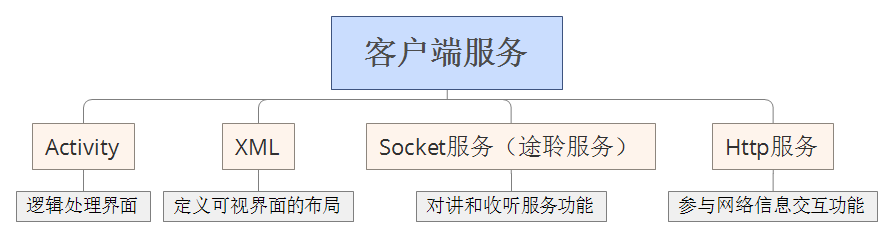 客户端服务
Activity
XML
Socket服务（途聆服务）
Http服务
逻辑处理界面
定义可视界面的布局
对讲和收听服务功能
参与网络信息交互功能